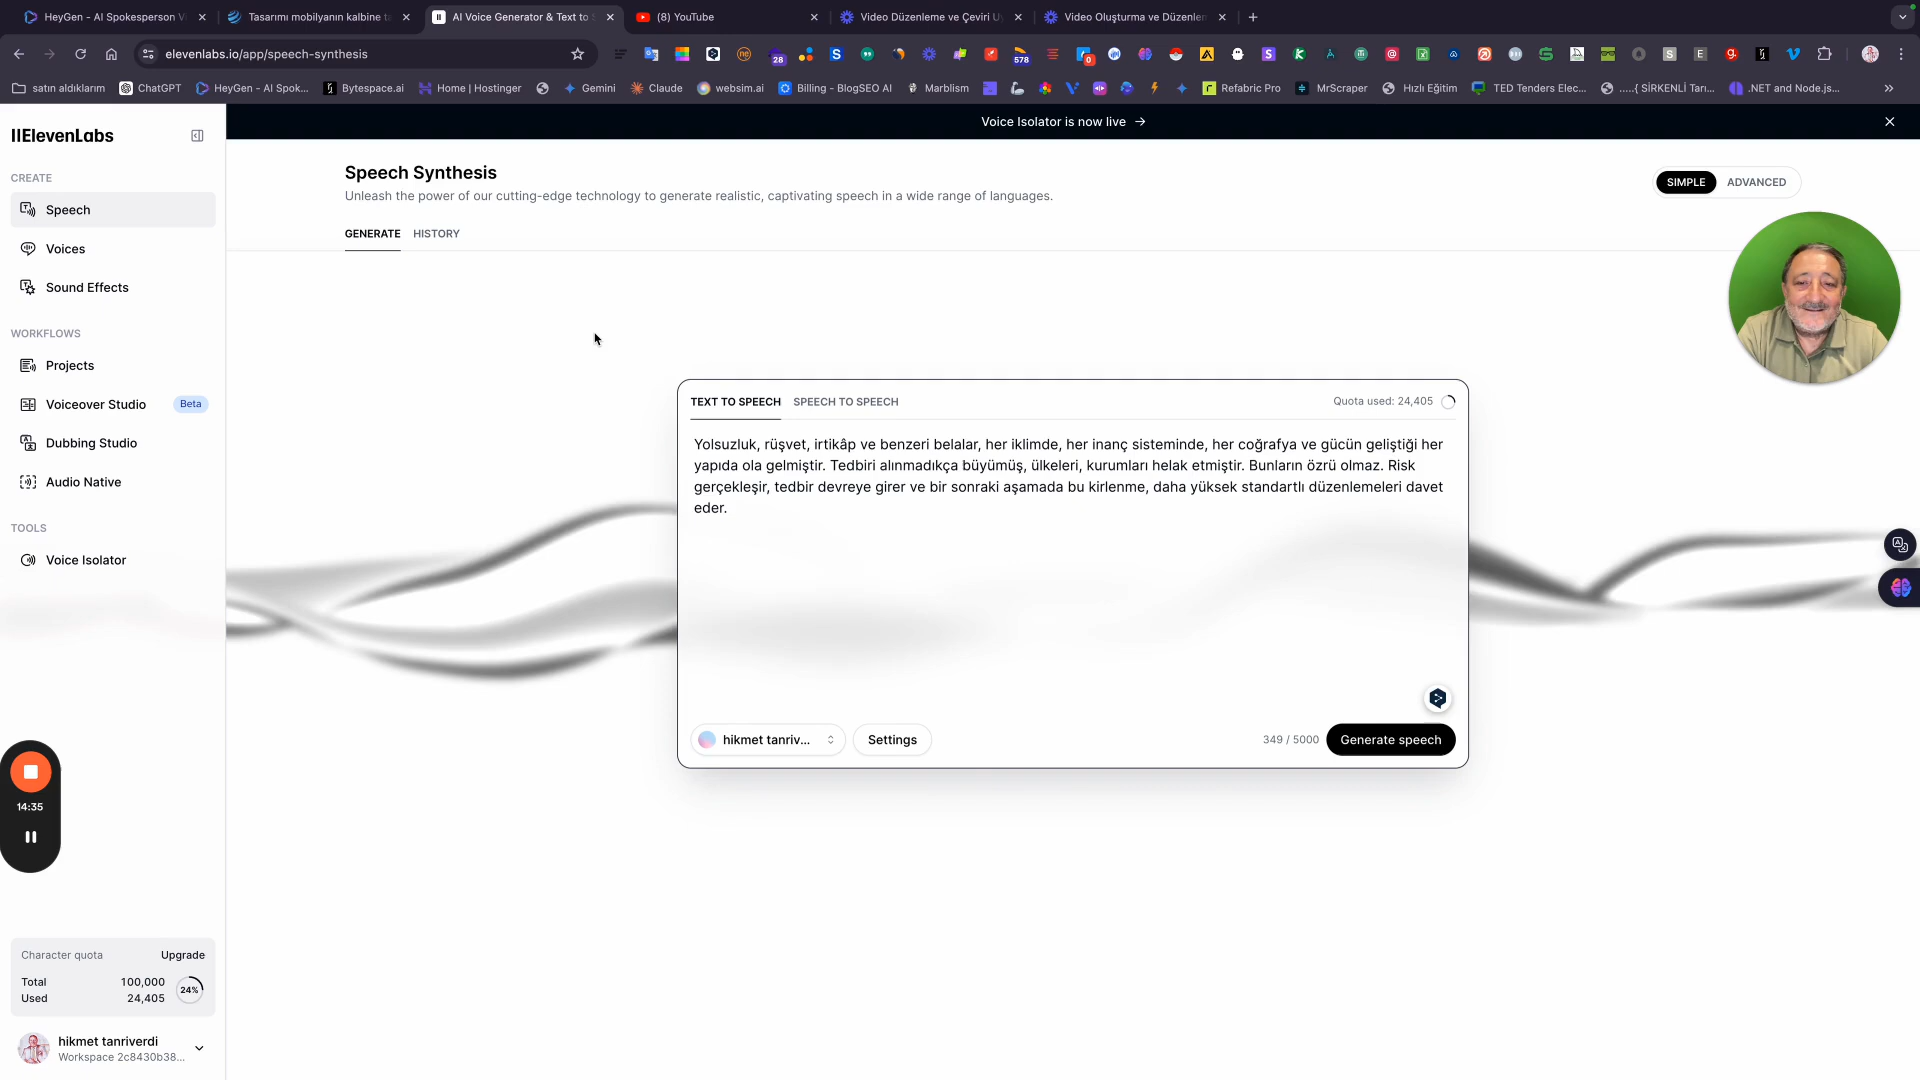 HeyGen - AI Spokesperson Vi
Tasarımı mobilyanın kalbine ta
AI Voice Generator & Text to S
(8) YouTube
Video Düzenleme ve Çeviri Uy
Video Oluşturma ve Düzenlem
elevenlabs.io/app/speech-synthesis
28
578
0
satın aldıklarım
ChatGPT
HeyGen - AI Spok...
Bytespace.ai
Home | Hostinger
Gemini
Claude
websim.ai
Billing - BlogSEO AI
Marblism
Refabric Pro
MrScraper
Hızlı Eğitim
TED Tenders Elec...
.....{ SİRKENLİ Tarı...
.NET and Node.js...
IIElevenLabs
Voice Isolator is now live →
CREATE
Speech
Voices
Sound Effects
WORKFLOWS
Projects
Voiceover Studio Beta
Dubbing Studio
Audio Native
TOOLS
Voice Isolator
Speech Synthesis
Unleash the power of our cutting-edge technology to generate realistic, captivating speech in a wide range of languages.
SIMPLE ADVANCED
GENERATE HISTORY
TEXT TO SPEECH SPEECH TO SPEECH
Quota used: 24,405
Yolsuzluk, rüşvet, irtikâp ve benzeri belalar, her iklimde, her inanç sisteminde, her coğrafya ve gücün geliştiği her
yapıda ola gelmiştir. Tedbiri alınmadıkça büyümüş, ülkeleri, kurumları helak etmiştir. Bunların özrü olmaz. Risk
gerçekleşir, tedbir devreye girer ve bir sonraki aşamada bu kirlenme, daha yüksek standartlı düzenlemeleri davet
eder.
hikmet tanriv...
Settings
349 / 5000
Generate speech
14:35
Character quota Upgrade
Total 100,000
Used 24,405
24%
hikmet tanriverdi
Workspace 2c8430b38...